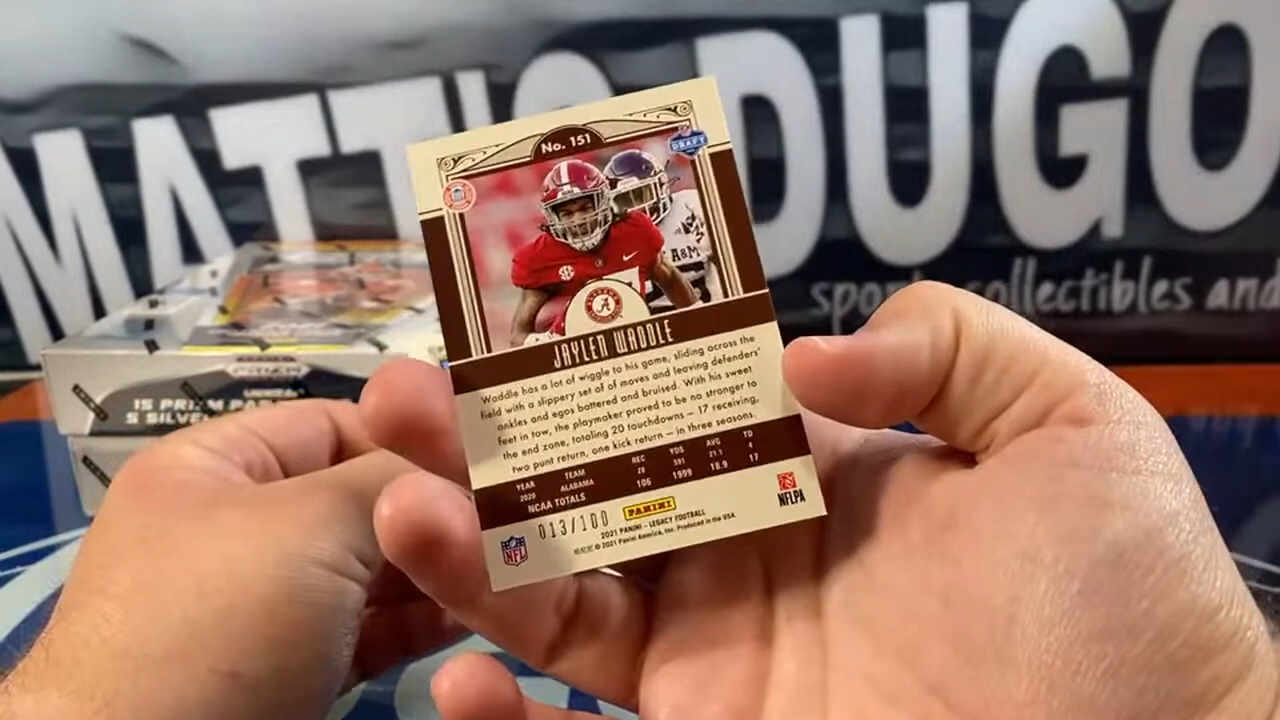 MATT'S DUGO
sports collectibles and
No. 151
DRAFT
A&M
JAYLEN WADDLE
Waddle has a lot of wiggle to his game, sliding across the
field with a slippery set of of moves and leaving defenders'
ankles and egos battered and bruised. With his sweet
feet in tow, the playmaker proved to be no stranger to
the end zone, totaling 20 touchdowns – 17 receiving,
two punt return, one kick return – in three seasons.
YEAR TEAM REC YDS AVG TD
2020 ALABAMA 28 591 21.1 4
NCAA TOTALS 106 1999 18.9 17
013/100 PANINI
NFL
2021 PANINI – LEGACY FOOTBALL
© 2021 Panini America, Inc. Produced in the USA.
NFLPA
PRIZM
15 PRIZM PA
5 SILVE